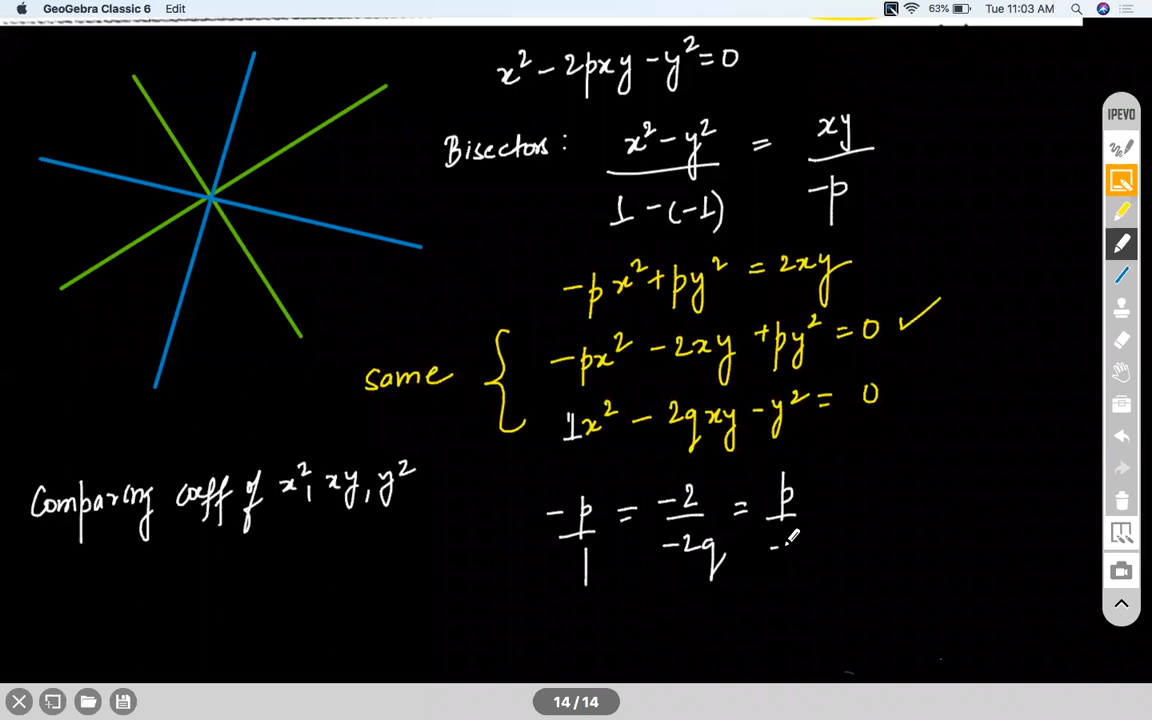 GeoGebra Classic 6 Edit 63% Tue 11:03 AM
x² - 2pxy - y² = 0
IPEVO
Bisectors: (x² - y²)/(1 - (-1)) = xy/(-p)
-px² + py² = 2xy
-px² - 2xy + py² = 0 ✓
same {
1x² - 2qxy - y² = 0
Comparing coeff of x², xy, y²
-p/1 = -2/-2q = p/-
14 / 14